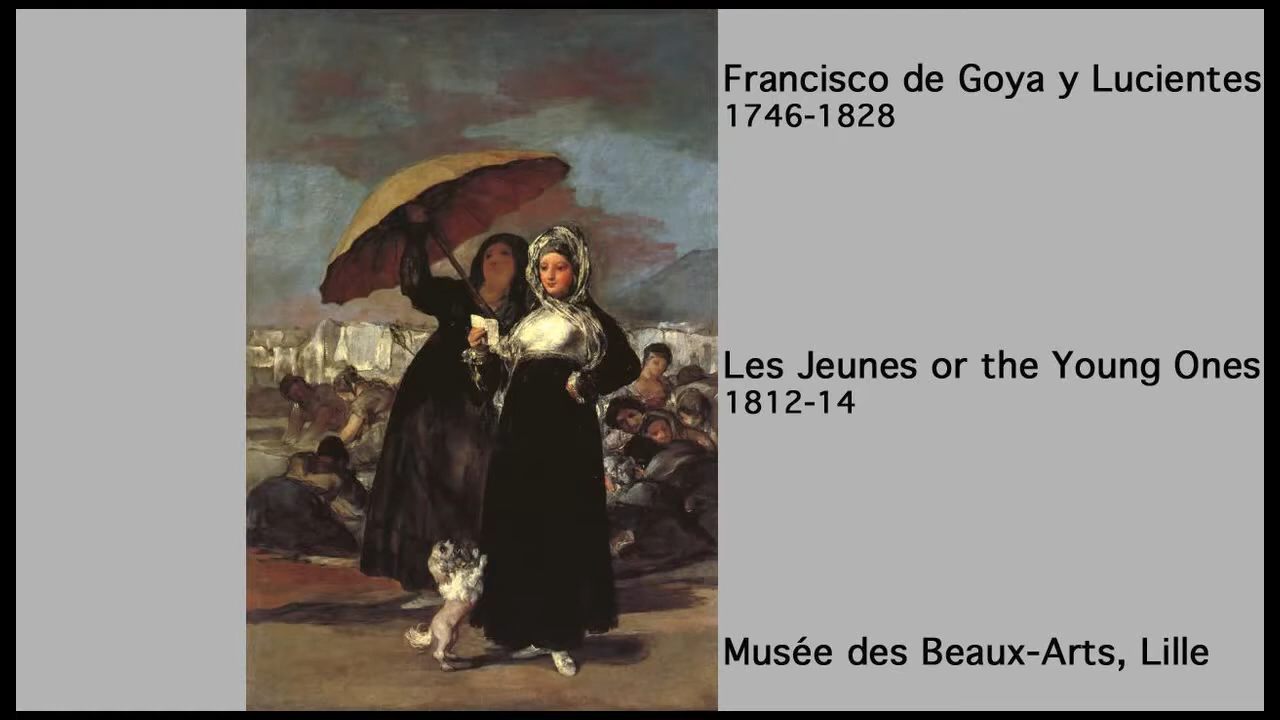 Francisco de Goya y Lucientes
1746-1828
Les Jeunes or the Young Ones
1812-14
Musée des Beaux-Arts, Lille